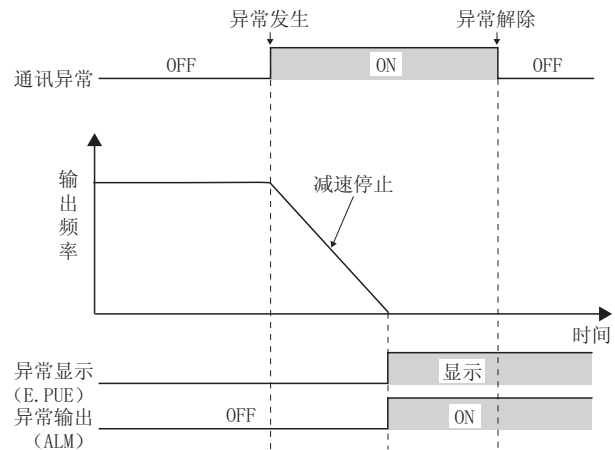 异常发生
异常解除
通讯异常
OFF
ON
OFF
输出频率
减速停止
时间
异常显示
(E.PUE)
显示
异常输出
(ALM)
OFF
ON